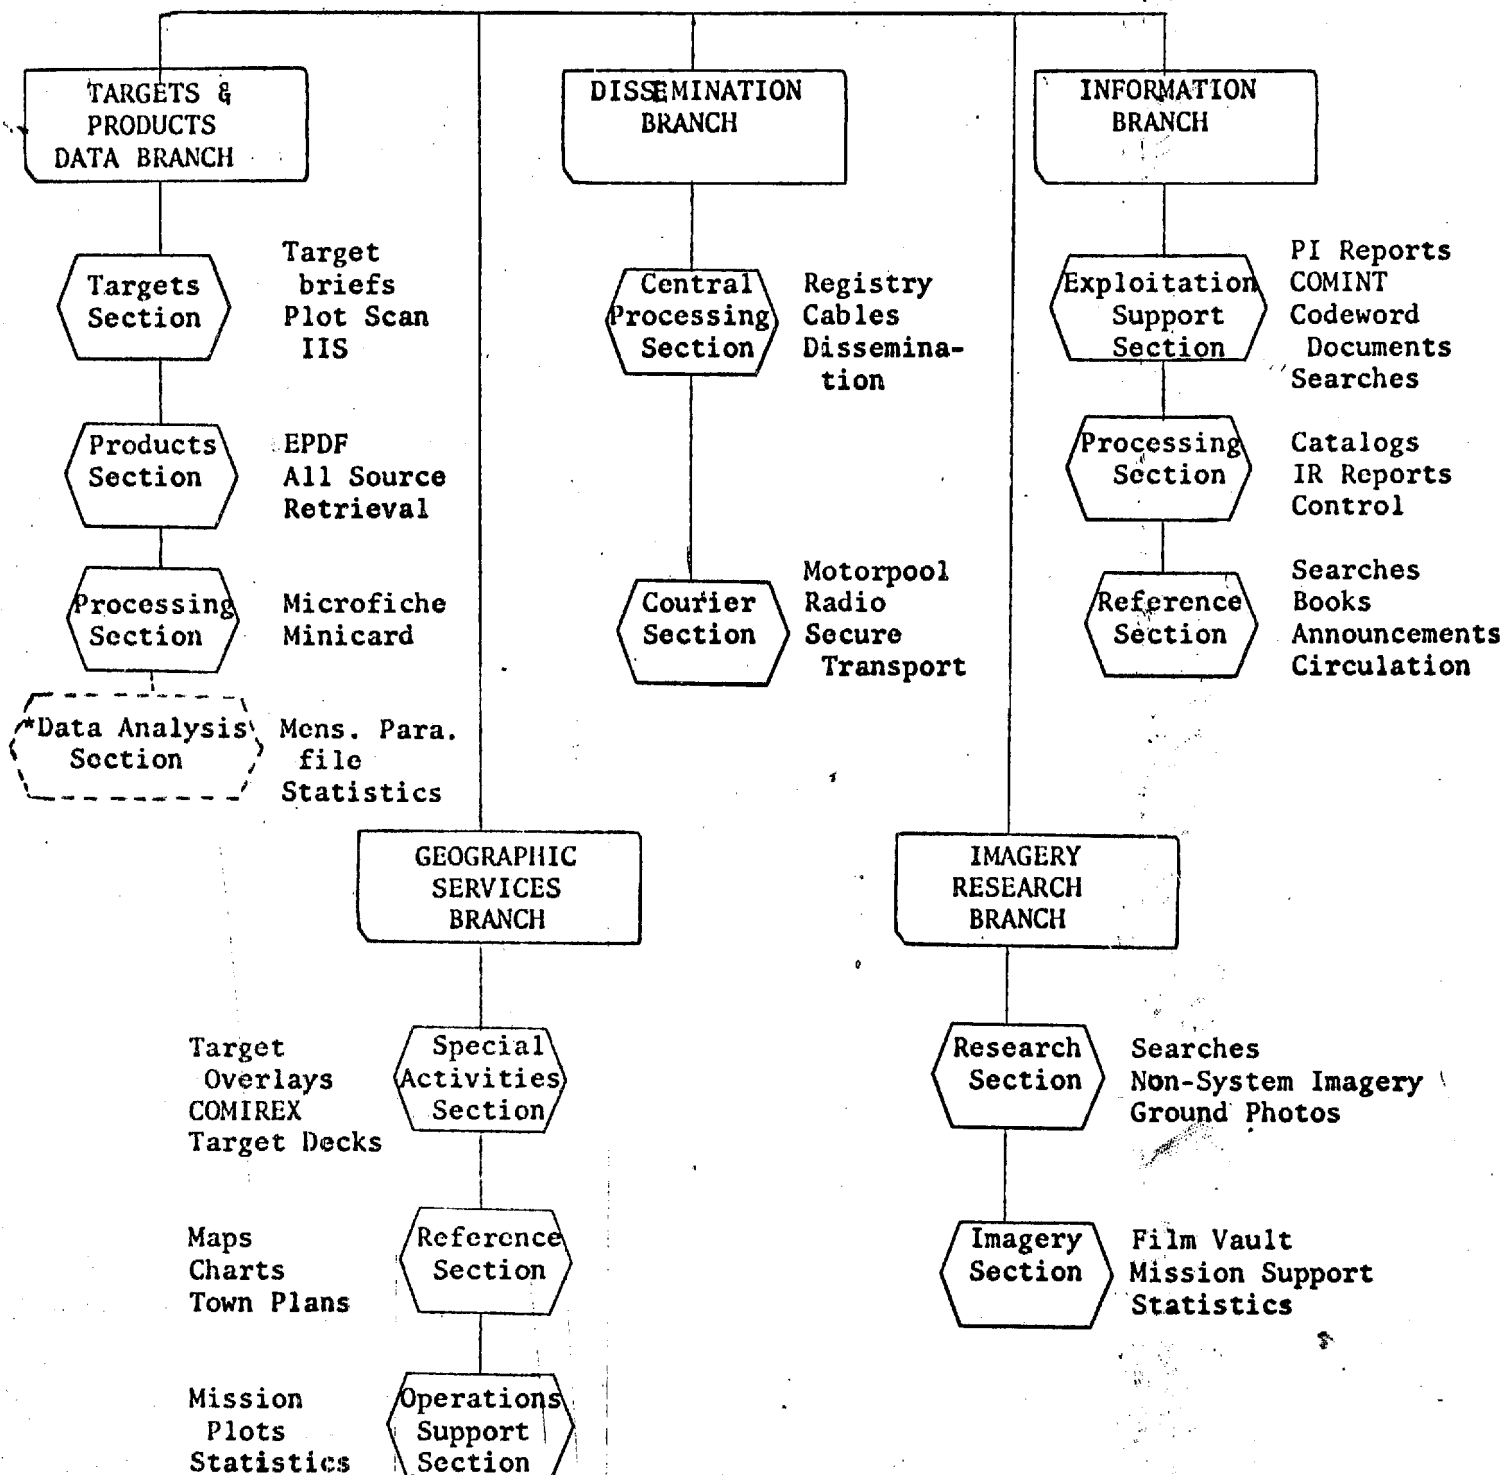 TARGETS &
PRODUCTS
DATA BRANCH
Targets
Section
Target
briefs
Plot Scan
IIS
Products
Section
EPDF
All Source
Retrieval
Processing
Section
Microfiche
Minicard
*Data Analysis
Section
Mens. Para.
file
Statistics
GEOGRAPHIC
SERVICES
BRANCH
Target
Overlays
COMIREX
Target Decks
Special
Activities
Section
Maps
Charts
Town Plans
Reference
Section
Mission
Plots
Statistics
Operations
Support
Section
DISSEMINATION
BRANCH
Central
Processing
Section
Registry
Cables
Dissemina-
tion
Courier
Section
Motorpool
Radio
Secure
Transport
IMAGERY
RESEARCH
BRANCH
Research
Section
Searches
Non-System Imagery
Ground Photos
Imagery
Section
Film Vault
Mission Support
Statistics
INFORMATION
BRANCH
Exploitation
Support
Section
PI Reports
COMINT
Codeword
Documents
Searches
Processing
Section
Catalogs
IR Reports
Control
Reference
Section
Searches
Books
Announcements
Circulation